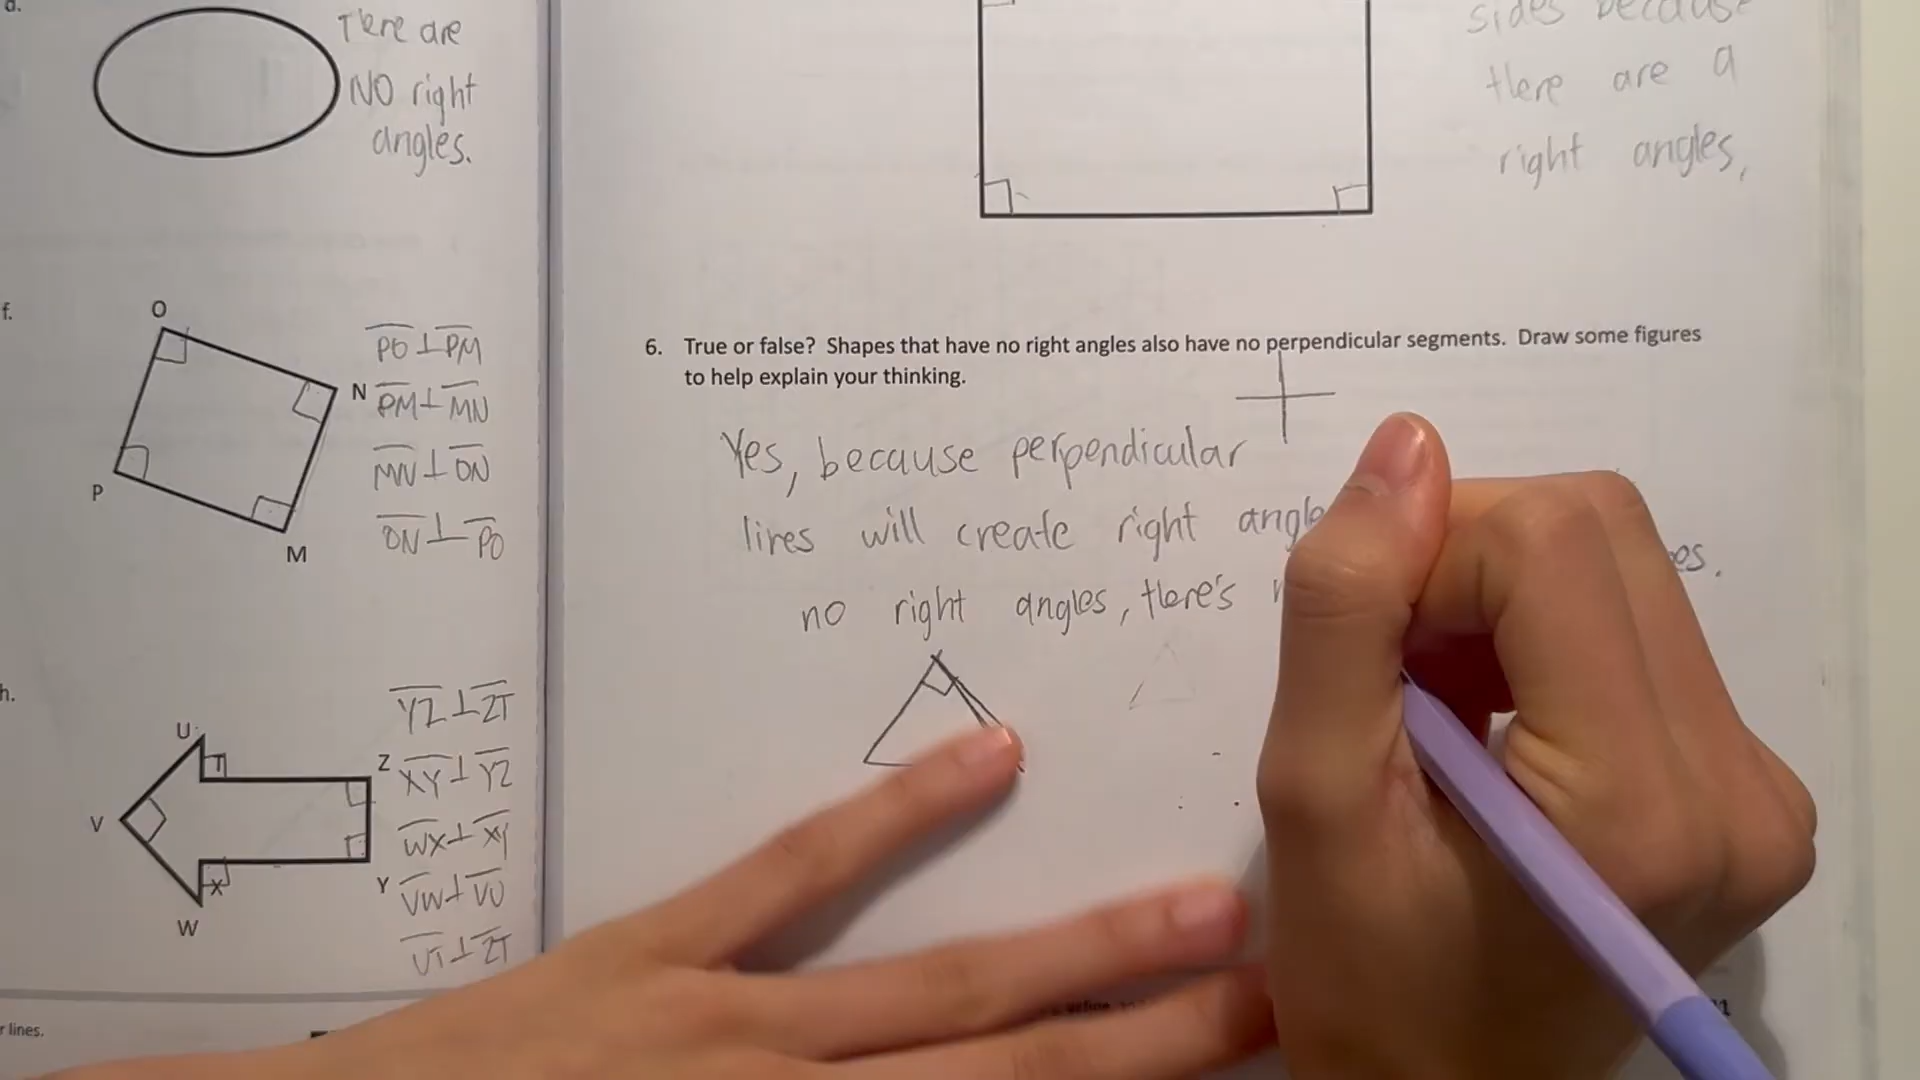 d.
There are
NO right
angles.
f.
O
N
P
M
PO⊥PM
PM⊥MN
MN⊥ON
ON⊥PO
h.
U
T
Z
V
X
Y
W
YZ⊥ZT
XY⊥YZ
WX⊥XY
VW⊥VU
UT⊥ZT
r lines.
sides because
there are a
right angles,
6. True or false? Shapes that have no right angles also have no perpendicular segments. Draw some figures
to help explain your thinking.
Yes, because perpendicular
lines will create right angle
no right angles, there's